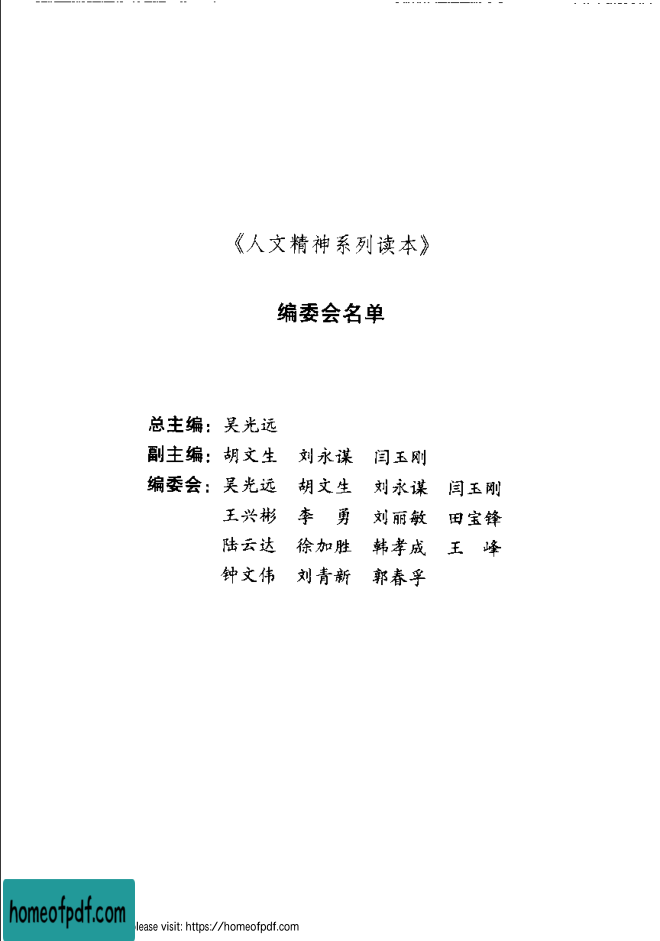 《人文精神系列读本》
编委会名单
总主编：吴光远
副主编：胡文生 刘永谋 闫玉刚
编委会：吴光远 胡文生 刘永谋 闫玉刚
王兴彬 李 勇 刘丽敏 田宝锋
陆云达 徐加胜 韩孝成 王 峰
钟文伟 刘青新 郭春孚
homeofpdf.com
lease visit: https://homeofpdf.com